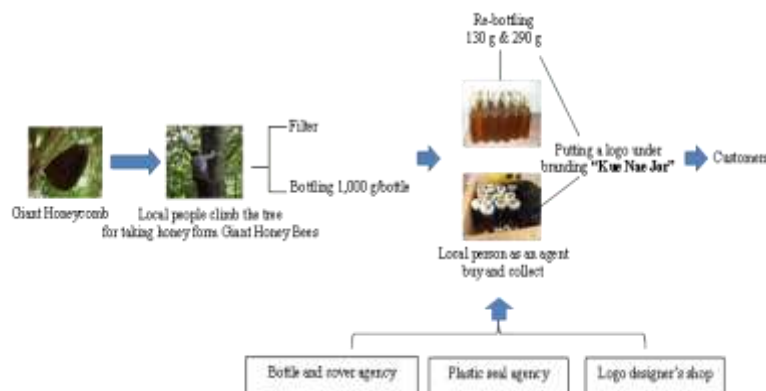 Re-bottling
130 g & 290 g
Filter
Bottling 1,000 g/bottle
Giant Honeycomb
Local people climb the tree
for taking honey form Giant Honey Bees
Putting a logo under
branding “Kue Nae Jor”
Customers
Local person as an agent
buy and collect
Bottle and cover agency
Plastic seal agency
Logo designer's shop